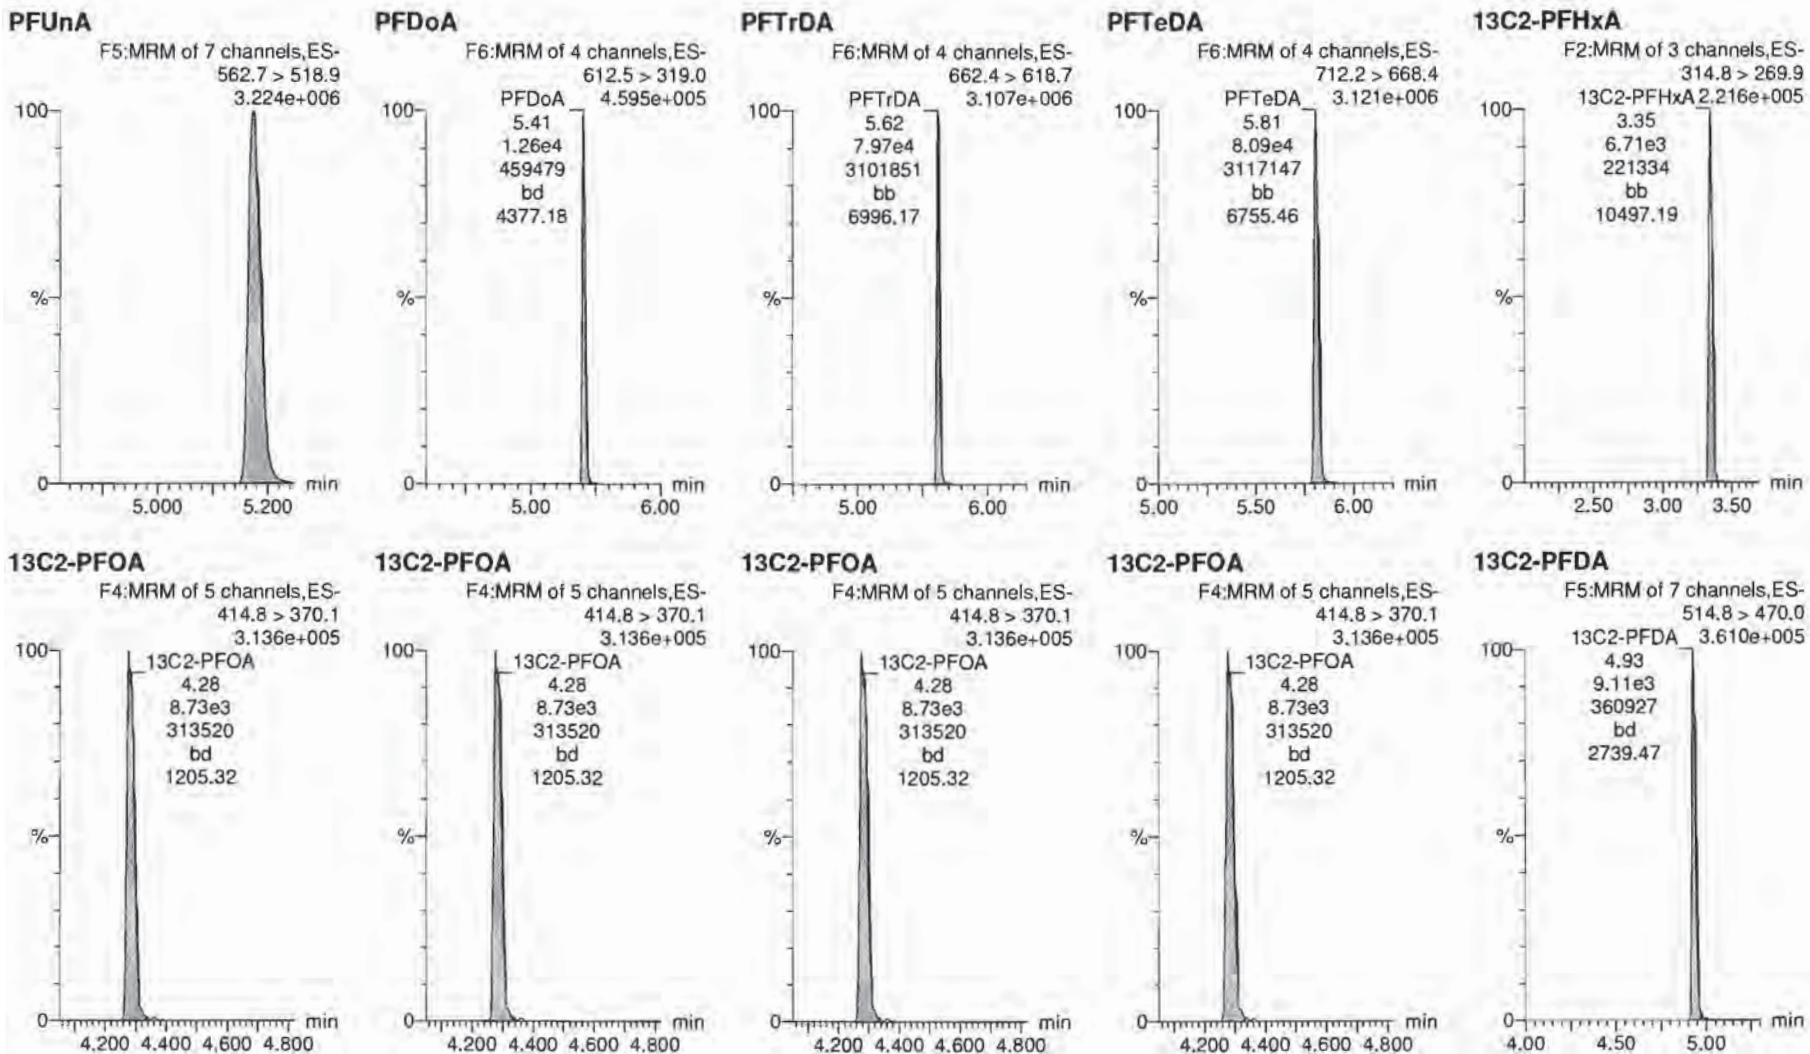 PFUnA
F5:MRM of 7 channels,ES-
562.7 > 518.9
3.224e+006
100
%
0
5.000 5.200 min
PFDoA
F6:MRM of 4 channels,ES-
612.5 > 319.0
PFDoA 4.595e+005
100
5.41
1.26e4
459479
bd
4377.18
%
0
5.00 6.00 min
PFTrDA
F6:MRM of 4 channels,ES-
662.4 > 618.7
PFTrDA 3.107e+006
100
5.62
7.97e4
3101851
bb
6996.17
%
0
5.00 6.00 min
PFTeDA
F6:MRM of 4 channels,ES-
712.2 > 668.4
PFTeDA 3.121e+006
100
5.81
8.09e4
3117147
bb
6755.46
%
0
5.00 5.50 6.00 min
13C2-PFHxA
F2:MRM of 3 channels,ES-
314.8 > 269.9
13C2-PFHxA 2.216e+005
100
3.35
6.71e3
221334
bb
10497.19
%
0
2.50 3.00 3.50 min
13C2-PFOA
F4:MRM of 5 channels,ES-
414.8 > 370.1
3.136e+005
100
13C2-PFOA
4.28
8.73e3
313520
bd
1205.32
%
0
4.200 4.400 4.600 4.800 min
13C2-PFOA
F4:MRM of 5 channels,ES-
414.8 > 370.1
3.136e+005
100
13C2-PFOA
4.28
8.73e3
313520
bd
1205.32
%
0
4.200 4.400 4.600 4.800 min
13C2-PFOA
F4:MRM of 5 channels,ES-
414.8 > 370.1
3.136e+005
100
13C2-PFOA
4.28
8.73e3
313520
bd
1205.32
%
0
4.200 4.400 4.600 4.800 min
13C2-PFOA
F4:MRM of 5 channels,ES-
414.8 > 370.1
3.136e+005
100
13C2-PFOA
4.28
8.73e3
313520
bd
1205.32
%
0
4.200 4.400 4.600 4.800 min
13C2-PFDA
F5:MRM of 7 channels,ES-
514.8 > 470.0
13C2-PFDA 3.610e+005
100
4.93
9.11e3
360927
bd
2739.47
%
0
4.00 4.50 5.00 min